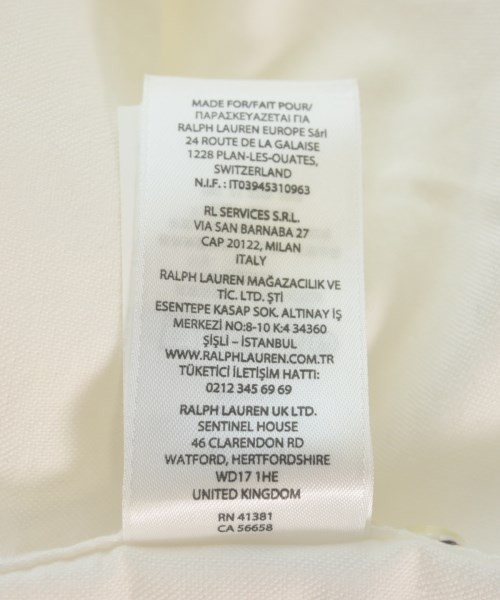 MADE FOR/FAIT POUR/
ΠΑΡΑΣΚΕΥΑΖΕΤΑΙ ΓΙΑ
RALPH LAUREN EUROPE Sàrl
24 ROUTE DE LA GALAISE
1228 PLAN-LES-OUATES,
SWITZERLAND
N.I.F. : IT03945310963
RL SERVICES S.R.L.
VIA SAN BARNABA 27
CAP 20122, MILAN
ITALY
RALPH LAUREN MAĞAZACILIK VE
TİC. LTD. ŞTİ
ESENTEPE KASAP SOK. ALTINAY İŞ
MERKEZİ NO:8-10 K:4 34360
ŞİŞLİ – İSTANBUL
WWW.RALPHLAUREN.COM.TR
TÜKETİCİ İLETİŞİM HATTI:
0212 345 69 69
RALPH LAUREN UK LTD.
SENTINEL HOUSE
46 CLARENDON RD
WATFORD, HERTFORDSHIRE
WD17 1HE
UNITED KINGDOM
RN 41381
CA 56658